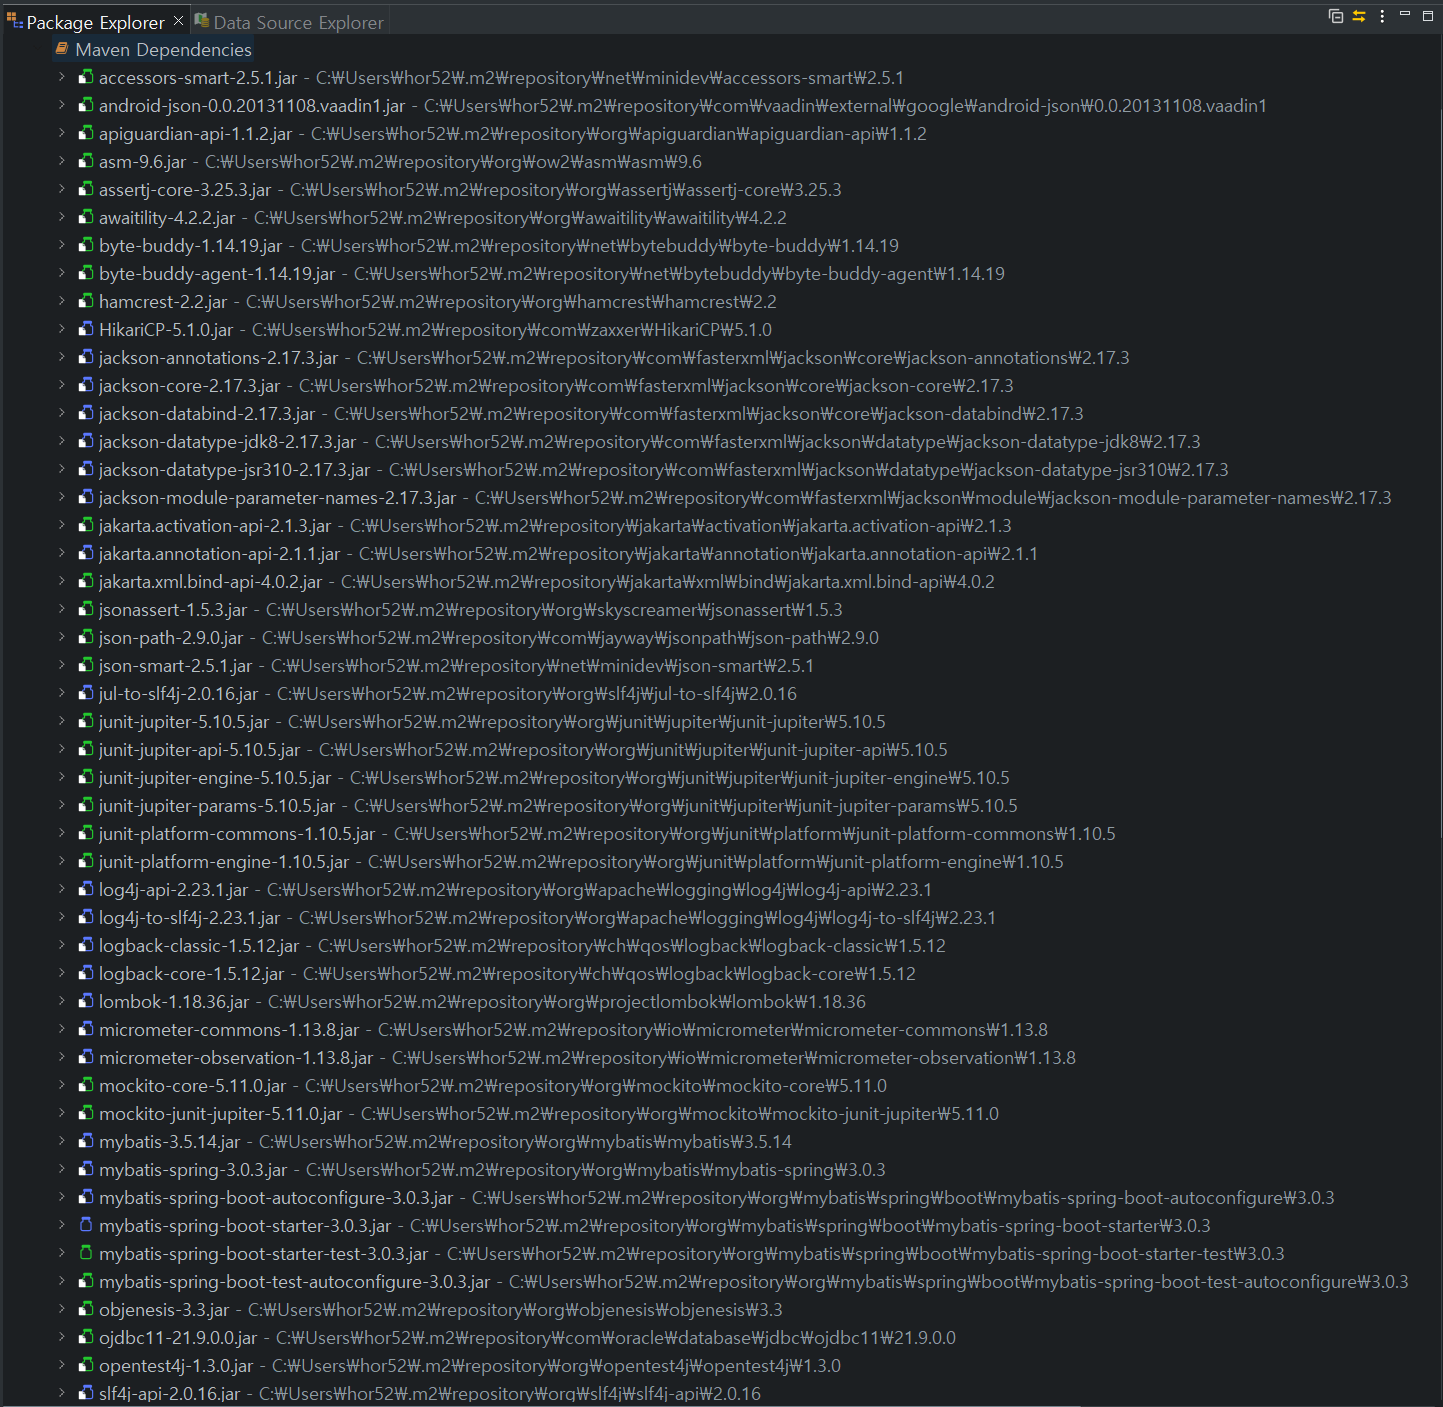 Package Explorer
Data Source Explorer
Maven Dependencies
accessors-smart-2.5.1.jar - C:₩Users₩hor52₩.m2₩repository₩net₩minidev₩accessors-smart₩2.5.1
android-json-0.0.20131108.vaadin1.jar - C:₩Users₩hor52₩.m2₩repository₩com₩vaadin₩external₩google₩android-json₩0.0.20131108.vaadin1
apiguardian-api-1.1.2.jar - C:₩Users₩hor52₩.m2₩repository₩org₩apiguardian₩apiguardian-api₩1.1.2
asm-9.6.jar - C:₩Users₩hor52₩.m2₩repository₩org₩ow2₩asm₩asm₩9.6
assertj-core-3.25.3.jar - C:₩Users₩hor52₩.m2₩repository₩org₩assertj₩assertj-core₩3.25.3
awaitility-4.2.2.jar - C:₩Users₩hor52₩.m2₩repository₩org₩awaitility₩awaitility₩4.2.2
byte-buddy-1.14.19.jar - C:₩Users₩hor52₩.m2₩repository₩net₩bytebuddy₩byte-buddy₩1.14.19
byte-buddy-agent-1.14.19.jar - C:₩Users₩hor52₩.m2₩repository₩net₩bytebuddy₩byte-buddy-agent₩1.14.19
hamcrest-2.2.jar - C:₩Users₩hor52₩.m2₩repository₩org₩hamcrest₩hamcrest₩2.2
HikariCP-5.1.0.jar - C:₩Users₩hor52₩.m2₩repository₩com₩zaxxer₩HikariCP₩5.1.0
jackson-annotations-2.17.3.jar - C:₩Users₩hor52₩.m2₩repository₩com₩fasterxml₩jackson₩core₩jackson-annotations₩2.17.3
jackson-core-2.17.3.jar - C:₩Users₩hor52₩.m2₩repository₩com₩fasterxml₩jackson₩core₩jackson-core₩2.17.3
jackson-databind-2.17.3.jar - C:₩Users₩hor52₩.m2₩repository₩com₩fasterxml₩jackson₩core₩jackson-databind₩2.17.3
jackson-datatype-jdk8-2.17.3.jar - C:₩Users₩hor52₩.m2₩repository₩com₩fasterxml₩jackson₩datatype₩jackson-datatype-jdk8₩2.17.3
jackson-datatype-jsr310-2.17.3.jar - C:₩Users₩hor52₩.m2₩repository₩com₩fasterxml₩jackson₩datatype₩jackson-datatype-jsr310₩2.17.3
jackson-module-parameter-names-2.17.3.jar - C:₩Users₩hor52₩.m2₩repository₩com₩fasterxml₩jackson₩module₩jackson-module-parameter-names₩2.17.3
jakarta.activation-api-2.1.3.jar - C:₩Users₩hor52₩.m2₩repository₩jakarta₩activation₩jakarta.activation-api₩2.1.3
jakarta.annotation-api-2.1.1.jar - C:₩Users₩hor52₩.m2₩repository₩jakarta₩annotation₩jakarta.annotation-api₩2.1.1
jakarta.xml.bind-api-4.0.2.jar - C:₩Users₩hor52₩.m2₩repository₩jakarta₩xml₩bind₩jakarta.xml.bind-api₩4.0.2
jsonassert-1.5.3.jar - C:₩Users₩hor52₩.m2₩repository₩org₩skyscreamer₩jsonassert₩1.5.3
json-path-2.9.0.jar - C:₩Users₩hor52₩.m2₩repository₩com₩jayway₩jsonpath₩json-path₩2.9.0
json-smart-2.5.1.jar - C:₩Users₩hor52₩.m2₩repository₩net₩minidev₩json-smart₩2.5.1
jul-to-slf4j-2.0.16.jar - C:₩Users₩hor52₩.m2₩repository₩org₩slf4j₩jul-to-slf4j₩2.0.16
junit-jupiter-5.10.5.jar - C:₩Users₩hor52₩.m2₩repository₩org₩junit₩jupiter₩junit-jupiter₩5.10.5
junit-jupiter-api-5.10.5.jar - C:₩Users₩hor52₩.m2₩repository₩org₩junit₩jupiter₩junit-jupiter-api₩5.10.5
junit-jupiter-engine-5.10.5.jar - C:₩Users₩hor52₩.m2₩repository₩org₩junit₩jupiter₩junit-jupiter-engine₩5.10.5
junit-jupiter-params-5.10.5.jar - C:₩Users₩hor52₩.m2₩repository₩org₩junit₩jupiter₩junit-jupiter-params₩5.10.5
junit-platform-commons-1.10.5.jar - C:₩Users₩hor52₩.m2₩repository₩org₩junit₩platform₩junit-platform-commons₩1.10.5
junit-platform-engine-1.10.5.jar - C:₩Users₩hor52₩.m2₩repository₩org₩junit₩platform₩junit-platform-engine₩1.10.5
log4j-api-2.23.1.jar - C:₩Users₩hor52₩.m2₩repository₩org₩apache₩logging₩log4j₩log4j-api₩2.23.1
log4j-to-slf4j-2.23.1.jar - C:₩Users₩hor52₩.m2₩repository₩org₩apache₩logging₩log4j₩log4j-to-slf4j₩2.23.1
logback-classic-1.5.12.jar - C:₩Users₩hor52₩.m2₩repository₩ch₩qos₩logback₩logback-classic₩1.5.12
logback-core-1.5.12.jar - C:₩Users₩hor52₩.m2₩repository₩ch₩qos₩logback₩logback-core₩1.5.12
lombok-1.18.36.jar - C:₩Users₩hor52₩.m2₩repository₩org₩projectlombok₩lombok₩1.18.36
micrometer-commons-1.13.8.jar - C:₩Users₩hor52₩.m2₩repository₩io₩micrometer₩micrometer-commons₩1.13.8
micrometer-observation-1.13.8.jar - C:₩Users₩hor52₩.m2₩repository₩io₩micrometer₩micrometer-observation₩1.13.8
mockito-core-5.11.0.jar - C:₩Users₩hor52₩.m2₩repository₩org₩mockito₩mockito-core₩5.11.0
mockito-junit-jupiter-5.11.0.jar - C:₩Users₩hor52₩.m2₩repository₩org₩mockito₩mockito-junit-jupiter₩5.11.0
mybatis-3.5.14.jar - C:₩Users₩hor52₩.m2₩repository₩org₩mybatis₩mybatis₩3.5.14
mybatis-spring-3.0.3.jar - C:₩Users₩hor52₩.m2₩repository₩org₩mybatis₩mybatis-spring₩3.0.3
mybatis-spring-boot-autoconfigure-3.0.3.jar - C:₩Users₩hor52₩.m2₩repository₩org₩mybatis₩spring₩boot₩mybatis-spring-boot-autoconfigure₩3.0.3
mybatis-spring-boot-starter-3.0.3.jar - C:₩Users₩hor52₩.m2₩repository₩org₩mybatis₩spring₩boot₩mybatis-spring-boot-starter₩3.0.3
mybatis-spring-boot-starter-test-3.0.3.jar - C:₩Users₩hor52₩.m2₩repository₩org₩mybatis₩spring₩boot₩mybatis-spring-boot-starter-test₩3.0.3
mybatis-spring-boot-test-autoconfigure-3.0.3.jar - C:₩Users₩hor52₩.m2₩repository₩org₩mybatis₩spring₩boot₩mybatis-spring-boot-test-autoconfigure₩3.0.3
objenesis-3.3.jar - C:₩Users₩hor52₩.m2₩repository₩org₩objenesis₩objenesis₩3.3
ojdbc11-21.9.0.0.jar - C:₩Users₩hor52₩.m2₩repository₩com₩oracle₩database₩jdbc₩ojdbc11₩21.9.0.0
opentest4j-1.3.0.jar - C:₩Users₩hor52₩.m2₩repository₩org₩opentest4j₩opentest4j₩1.3.0
slf4j-api-2.0.16.jar - C:₩Users₩hor52₩.m2₩repository₩org₩slf4j₩slf4j-api₩2.0.16